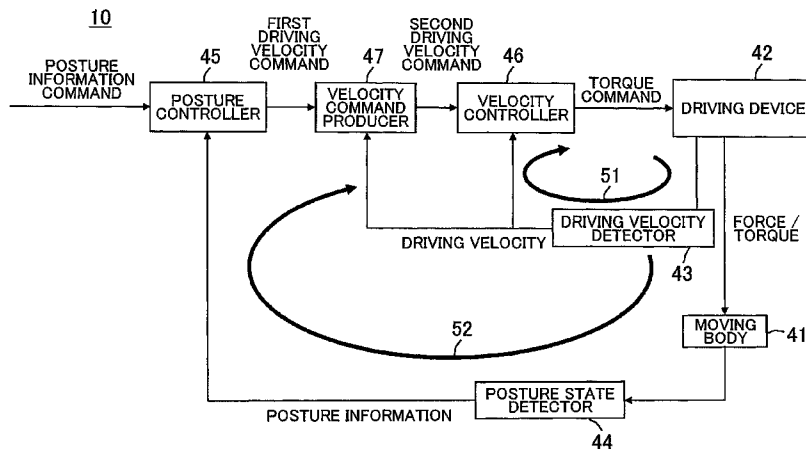 10
POSTURE
INFORMATION
COMMAND
45
POSTURE
CONTROLLER
FIRST
DRIVING
VELOCITY
COMMAND
47
VELOCITY
COMMAND
PRODUCER
SECOND
DRIVING
VELOCITY
COMMAND
46
VELOCITY
CONTROLLER
TORQUE
COMMAND
42
DRIVING DEVICE
51
DRIVING VELOCITY
DRIVING VELOCITY
DETECTOR
43
FORCE /
TORQUE
52
MOVING
BODY
41
POSTURE INFORMATION
POSTURE STATE
DETECTOR
44